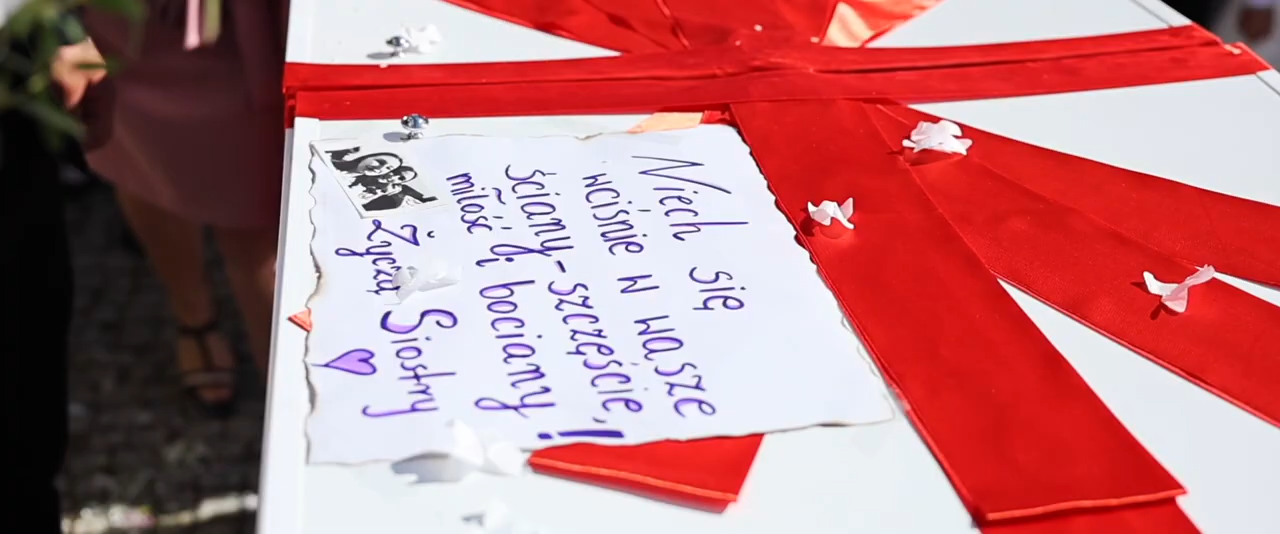 Niech się
wciśnie w wasze
ściany-szczęście,
miłość i bociany!
Życzą Siostry